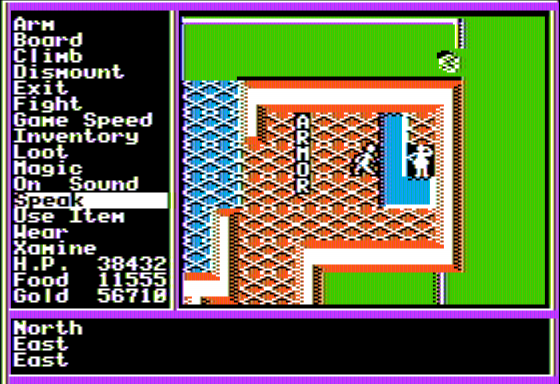 Arm
Board
Climb
Dismount
Exit
Fight
Game Speed
Inventory
Loot
Magic
On Sound
Speak
Use Item
Wear
Xamine
H.P. 38432
Food 11555
Gold 56710
ARMOR
North
East
East